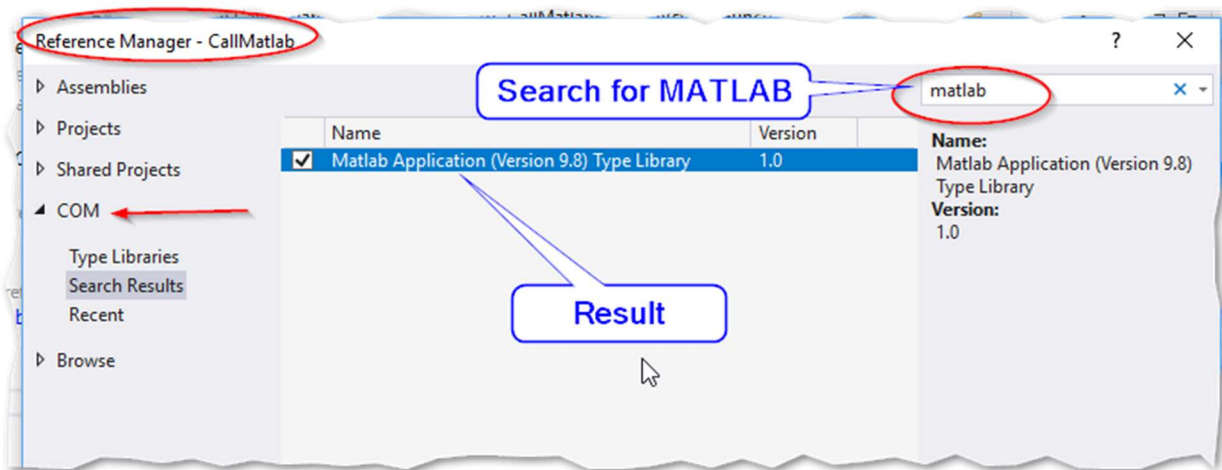 Reference Manager - CallMatlab
?
Assemblies
Projects
Shared Projects
COM
Type Libraries
Search Results
Recent
Browse
Search for MATLAB
matlab
Name Version
Matlab Application (Version 9.8) Type Library 1.0
Result
Name:
Matlab Application (Version 9.8)
Type Library
Version:
1.0